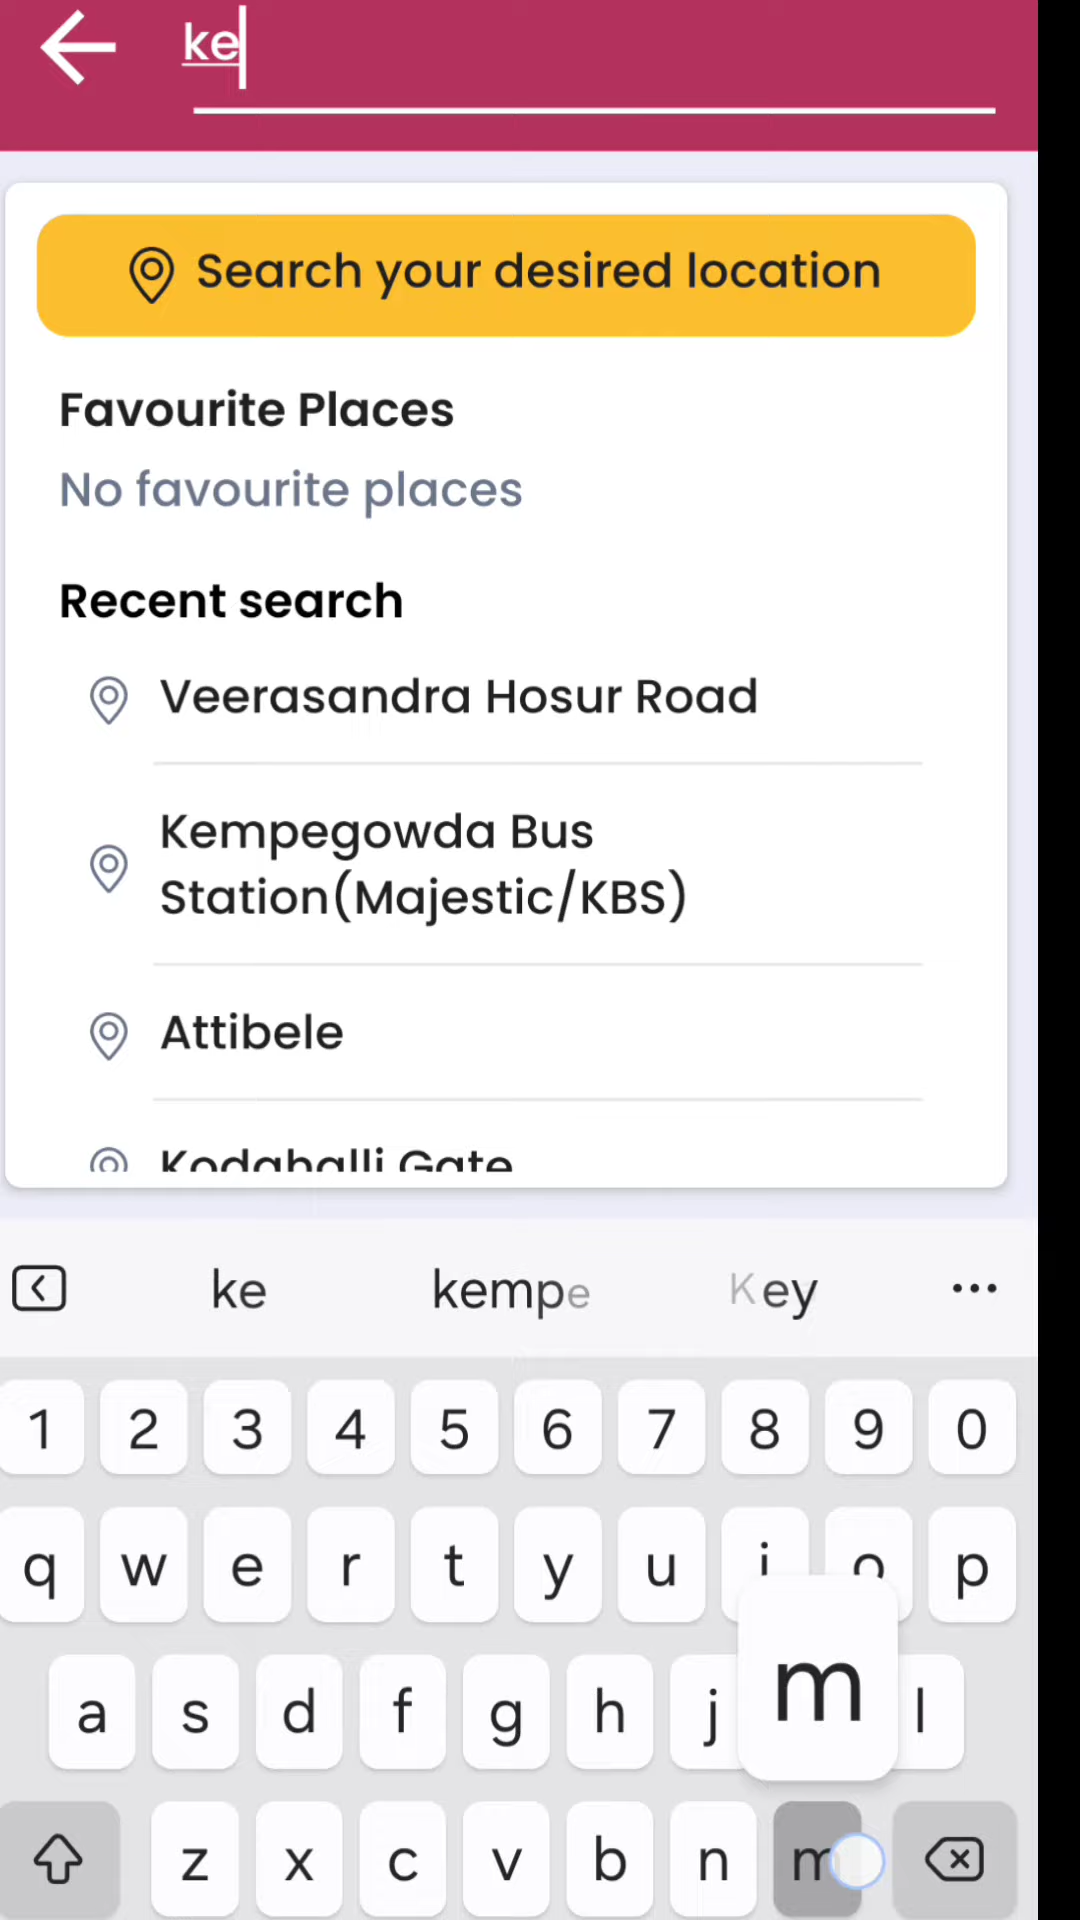 ke
Search your desired location
Favourite Places
No favourite places
Recent search
Veerasandra Hosur Road
Kempegowda Bus
Station(Majestic/KBS)
Attibele
Kodahalli Gate
ke kempe Key
1 2 3 4 5 6 7 8 9 0
q w e r t y u i o p
a s d f g h j m l
z x c v b n m